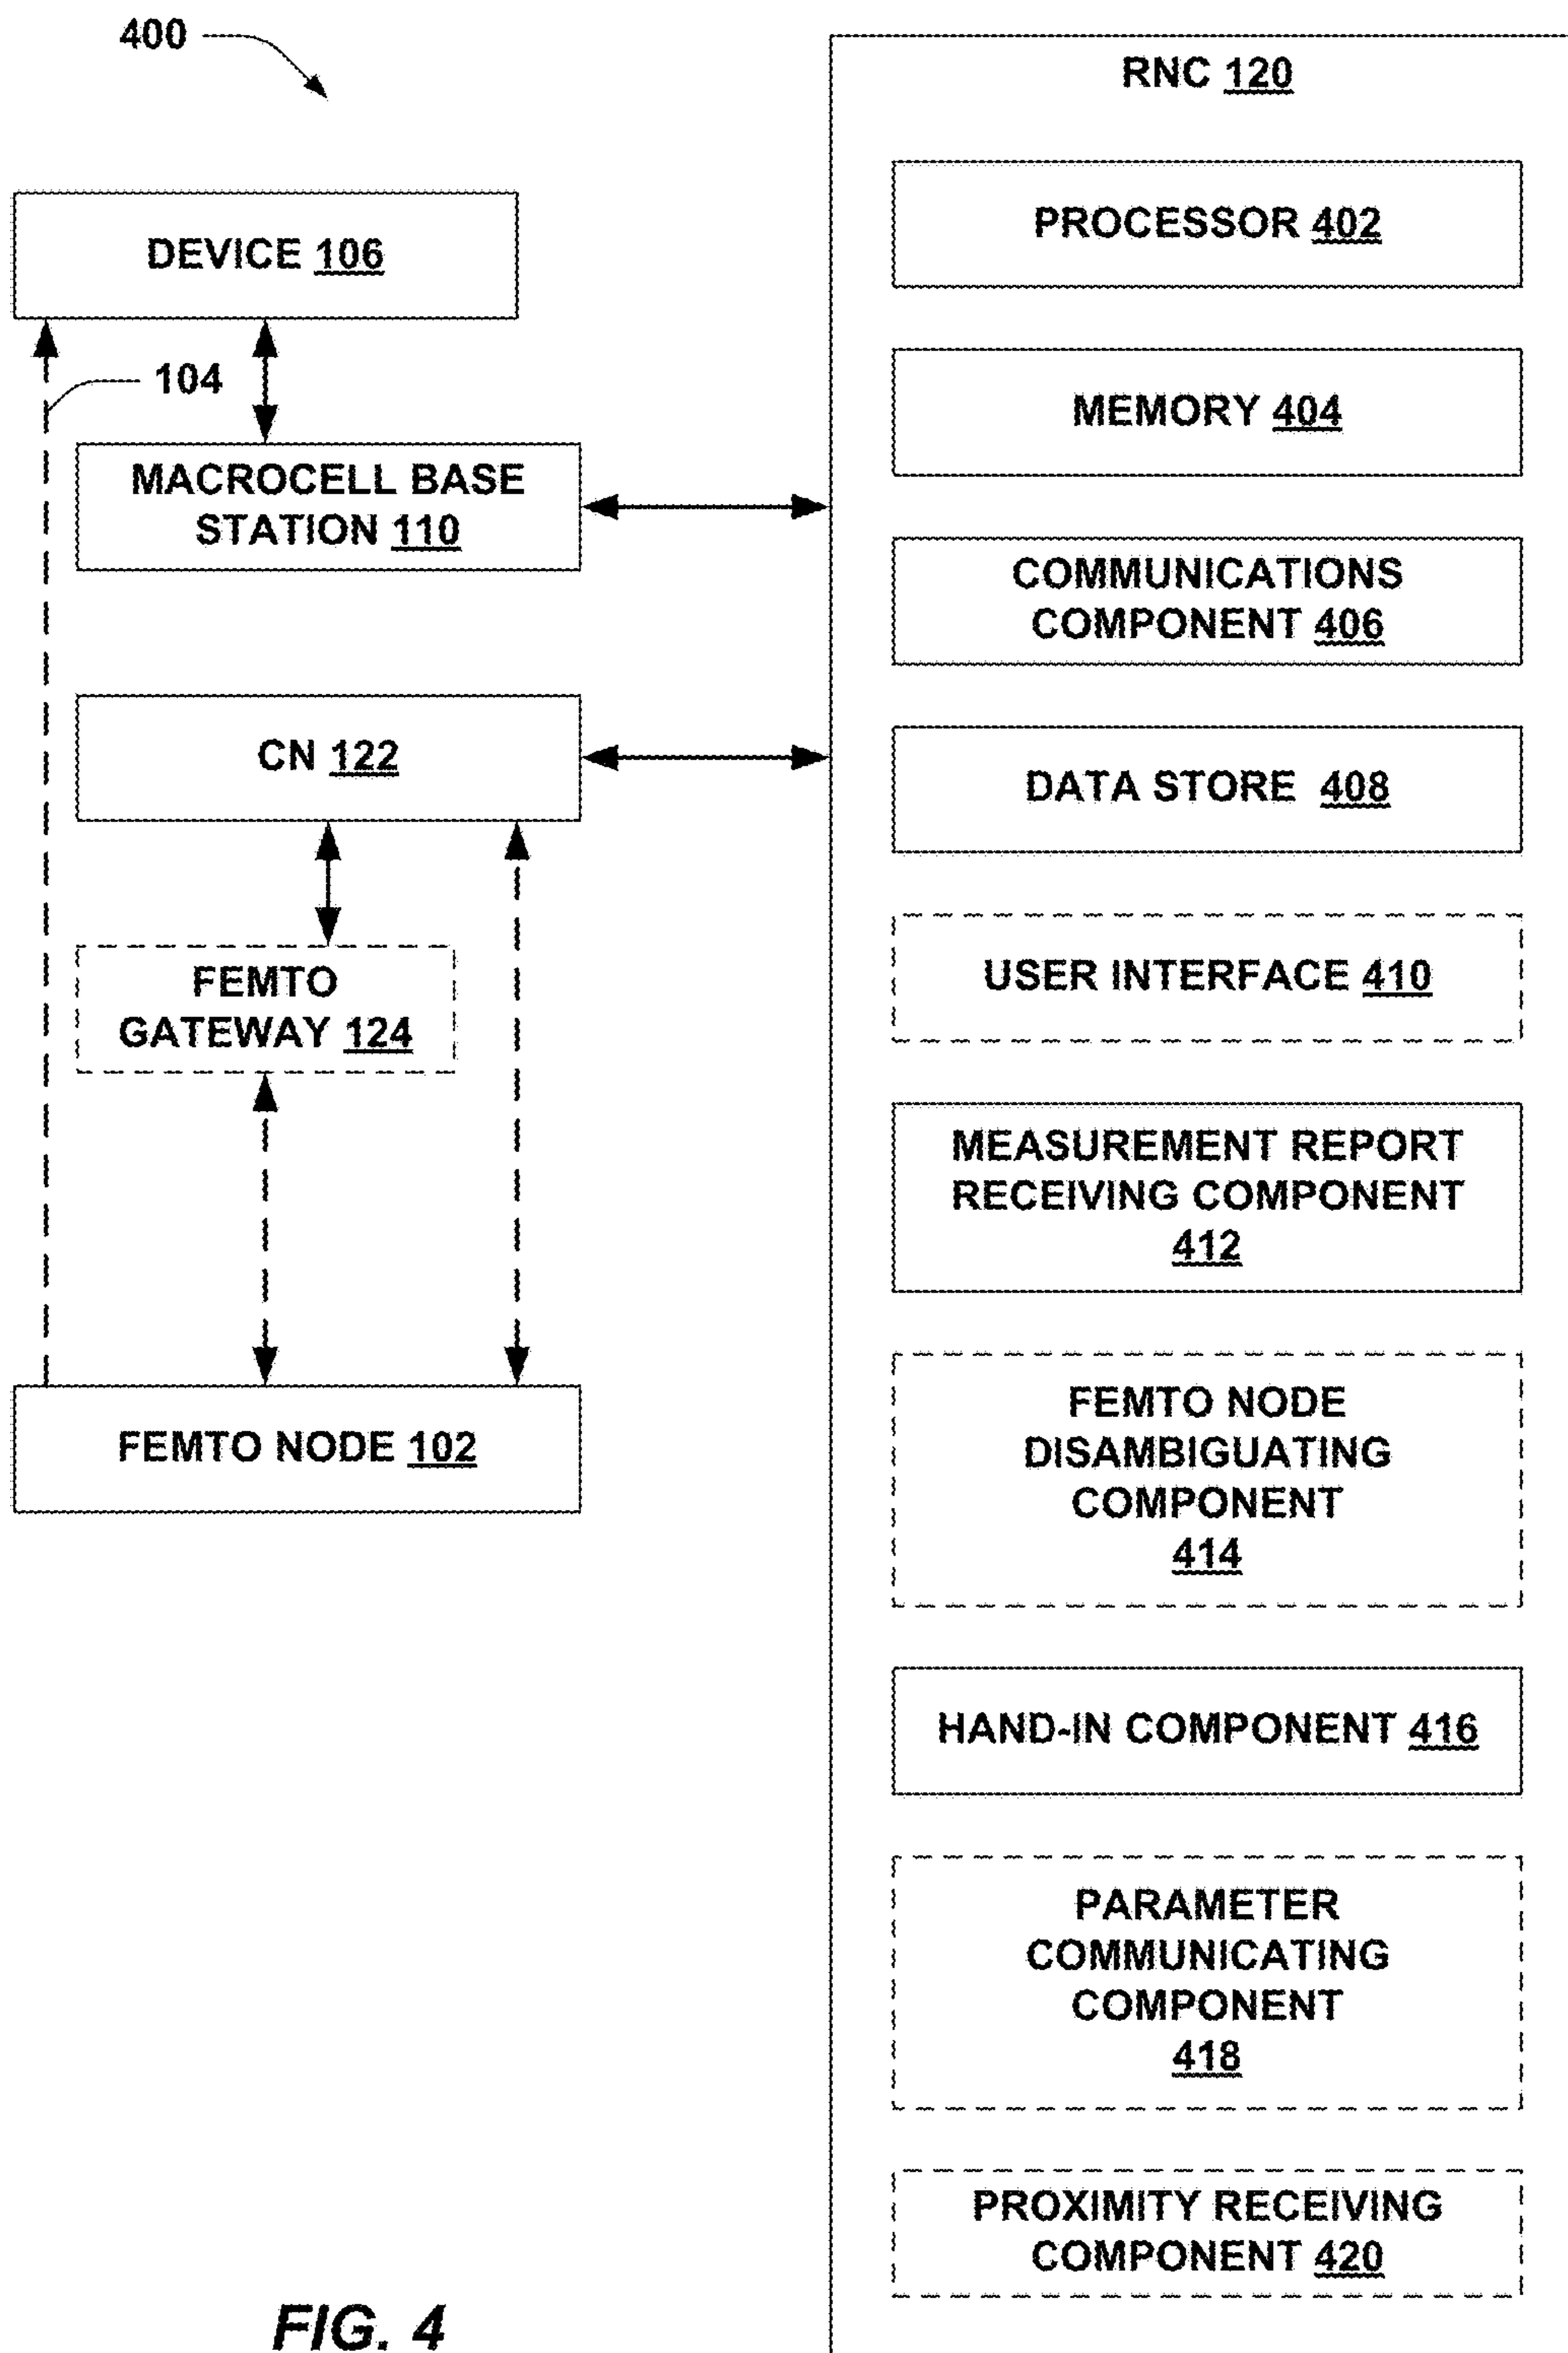 400
DEVICE 106
104
MACROCELL BASE
STATION 110
CN 122
FEMTO
GATEWAY 124
FEMTO NODE 102
RNC 120
PROCESSOR 402
MEMORY 404
COMMUNICATIONS
COMPONENT 406
DATA STORE 408
USER INTERFACE 410
MEASUREMENT REPORT
RECEIVING COMPONENT
412
FEMTO NODE
DISAMBIGUATING
COMPONENT
414
HAND-IN COMPONENT 416
PARAMETER
COMMUNICATING
COMPONENT
418
PROXIMITY RECEIVING
COMPONENT 420
FIG. 4